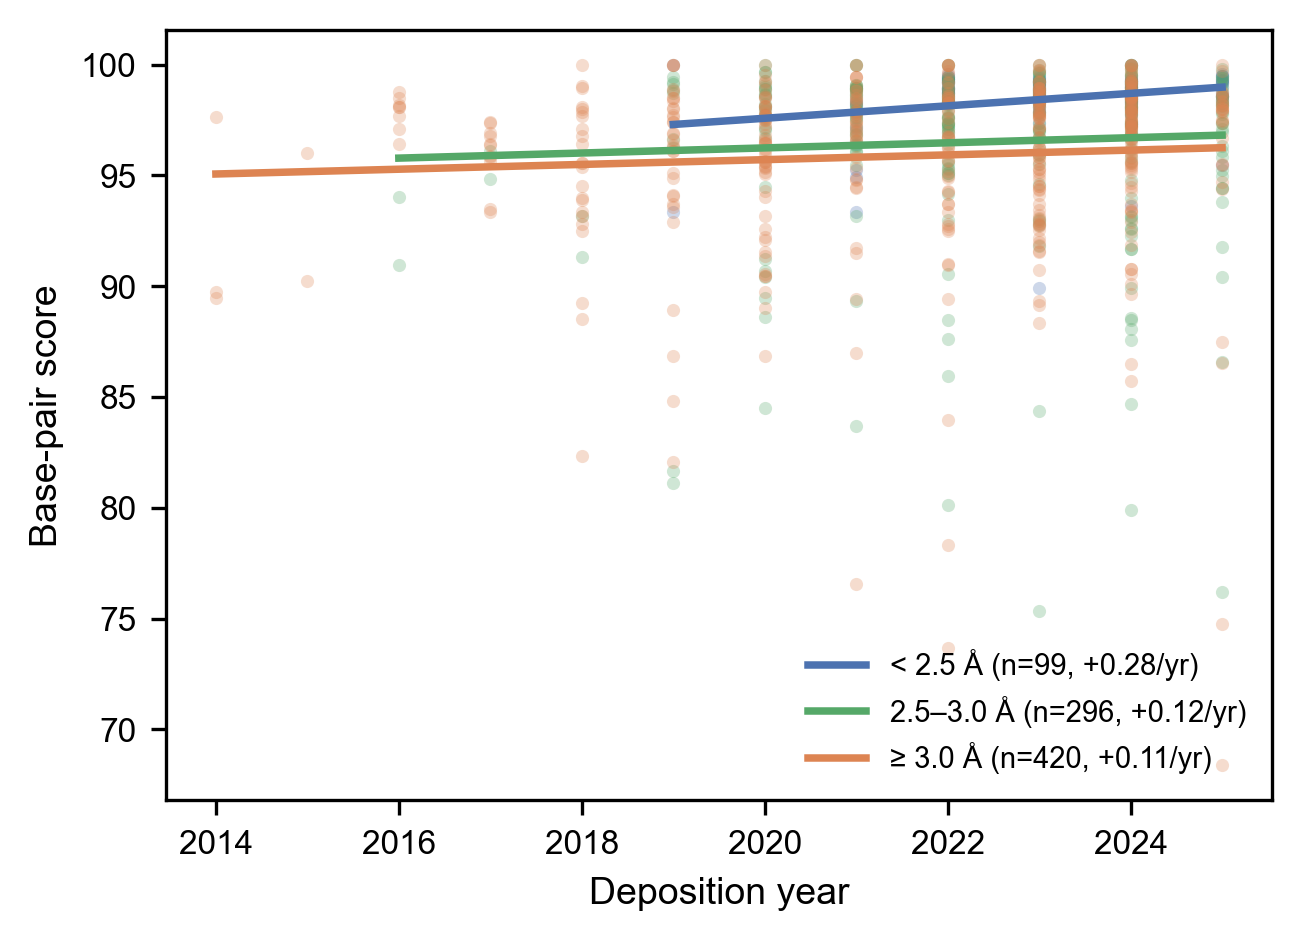 100
95
90
85
80
75
70
Base-pair score
< 2.5 Å (n=99, +0.28/yr)
2.5–3.0 Å (n=296, +0.12/yr)
≥ 3.0 Å (n=420, +0.11/yr)
2014 2016 2018 2020 2022 2024
Deposition year